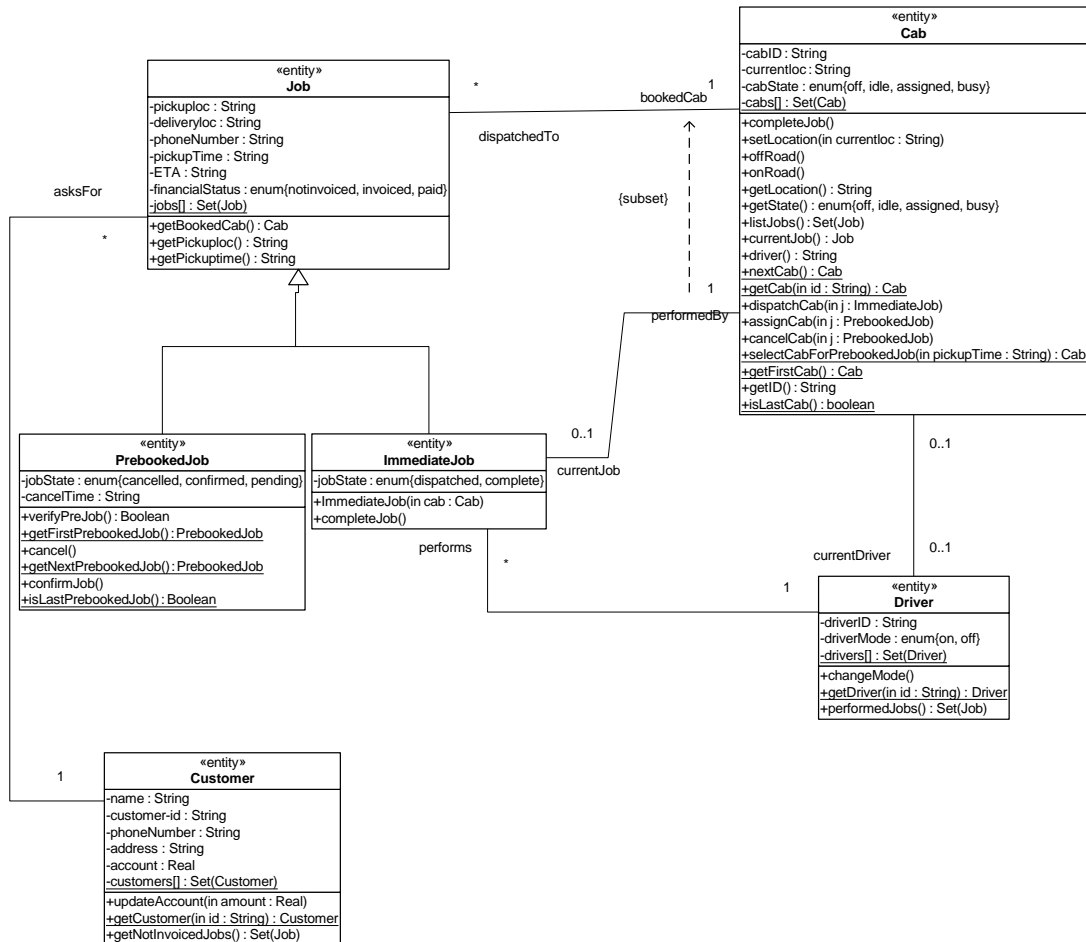 «entity»
Cab
-cabID : String
-currentloc : String
-cabState : enum{off, idle, assigned, busy}
-cabs[] : Set(Cab)
+completeJob()
+setLocation(in currentloc : String)
+offRoad()
+onRoad()
+getLocation() : String
+getState() : enum{off, idle, assigned, busy}
+listJobs() : Set(Job)
+currentJob() : Job
+driver() : String
+nextCab() : Cab
+getCab(in id : String) : Cab
+dispatchCab(in j : ImmediateJob)
+assignCab(in j : PrebookedJob)
+cancelCab(in j : PrebookedJob)
+selectCabForPrebookedJob(in pickupTime : String) : Cab
+getFirstCab() : Cab
+getID() : String
+isLastCab() : boolean
«entity»
Job
-pickuploc : String
-deliveryloc : String
-phoneNumber : String
-pickupTime : String
-ETA : String
-financialStatus : enum{notinvoiced, invoiced, paid}
-jobs[] : Set(Job)
+getBookedCab() : Cab
+getPickuploc() : String
+getPickuptime() : String
*
1
bookedCab
dispatchedTo
asksFor
*
{subset}
1
performedBy
0..1
currentJob
«entity»
PrebookedJob
-jobState : enum{cancelled, confirmed, pending}
-cancelTime : String
+verifyPreJob() : Boolean
+getFirstPrebookedJob() : PrebookedJob
+cancel()
+getNextPrebookedJob() : PrebookedJob
+confirmJob()
+isLastPrebookedJob() : Boolean
«entity»
ImmediateJob
-jobState : enum{dispatched, complete}
+ImmediateJob(in cab : Cab)
+completeJob()
0..1
performs
*
currentDriver
0..1
1
«entity»
Driver
-driverID : String
-driverMode : enum{on, off}
-drivers[] : Set(Driver)
+changeMode()
+getDriver(in id : String) : Driver
+performedJobs() : Set(Job)
1
«entity»
Customer
-name : String
-customer-id : String
-phoneNumber : String
-address : String
-account : Real
-customers[] : Set(Customer)
+updateAccount(in amount : Real)
+getCustomer(in id : String) : Customer
+getNotInvoicedJobs() : Set(Job)